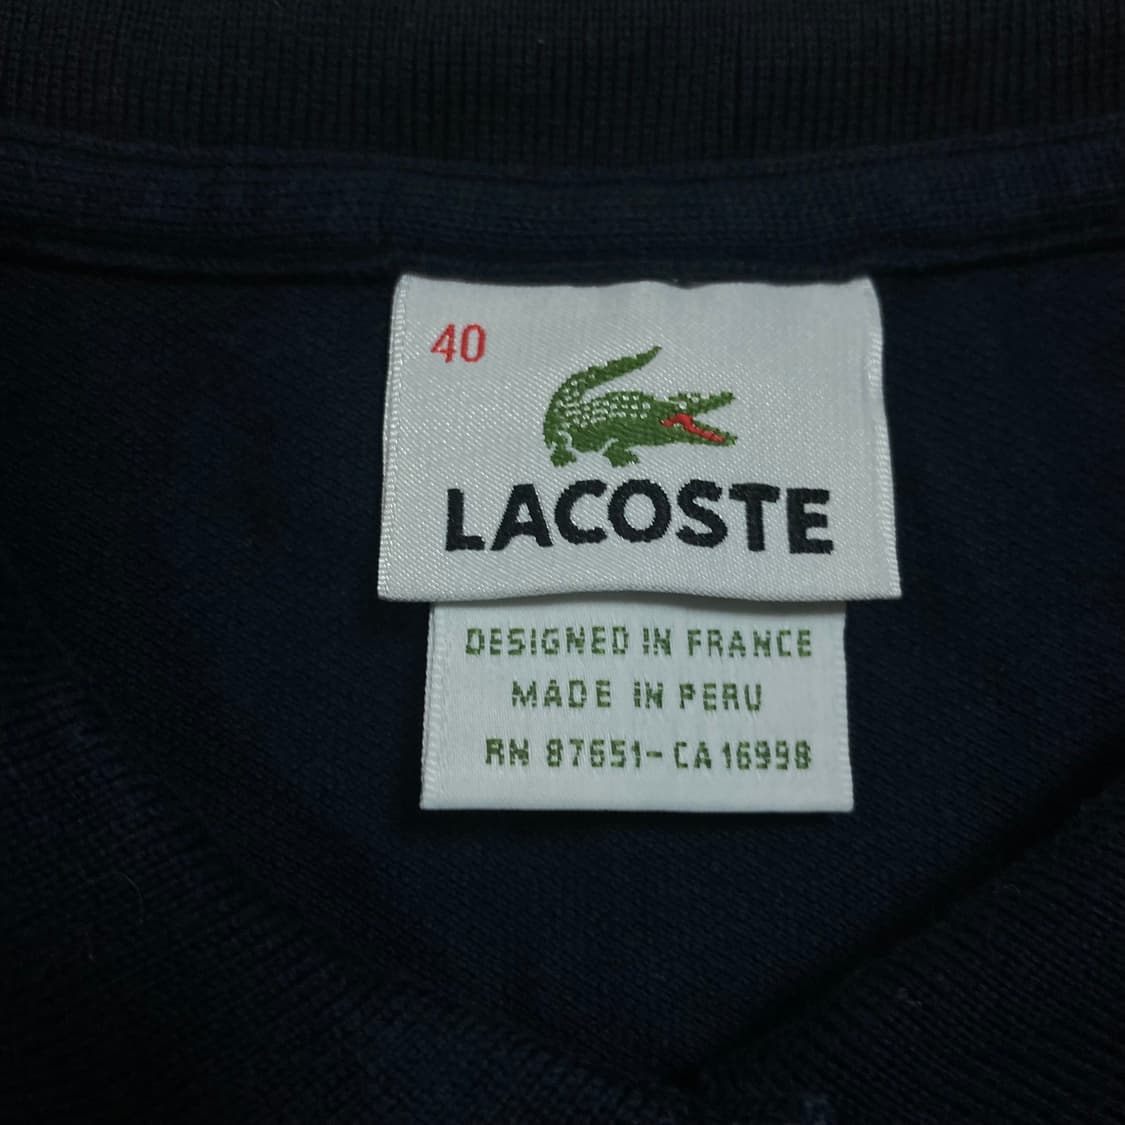 40
LACOSTE
DESIGNED IN FRANCE
MADE IN PERU
RN 87651-CA 16998